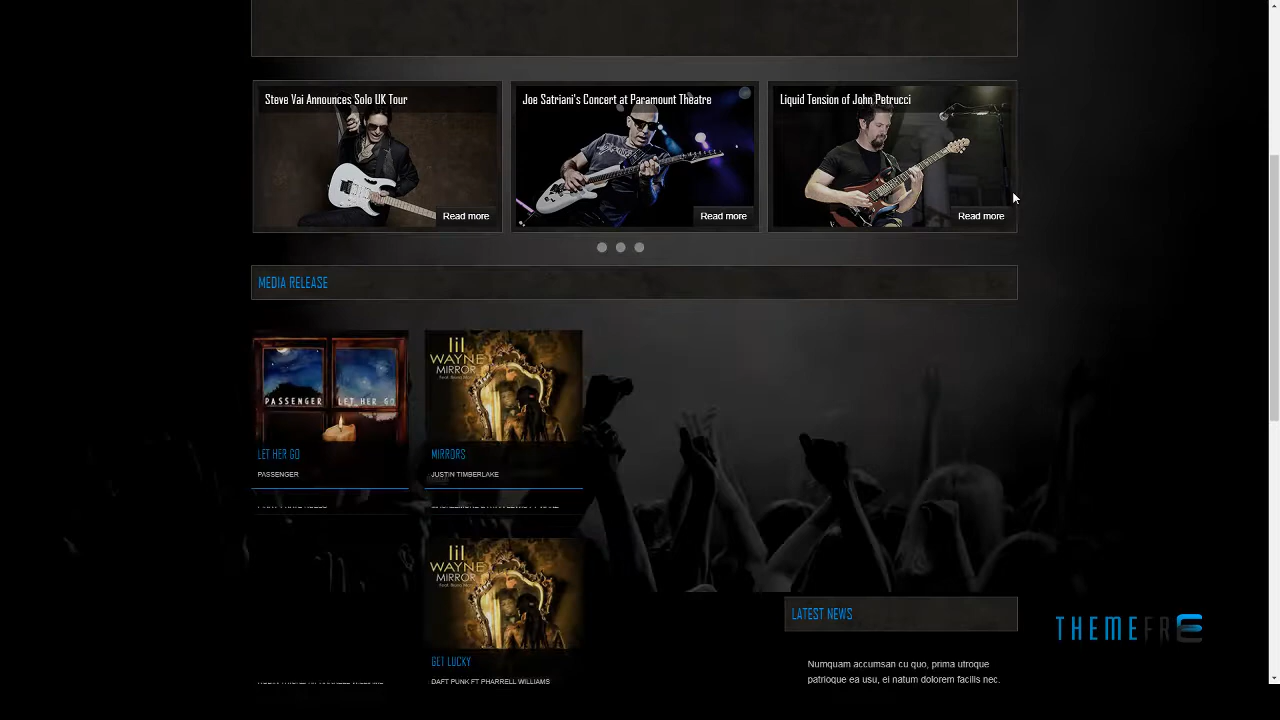 Steve Vai Announces Solo UK Tour
Joe Satriani's Concert at Paramount Theatre
Liquid Tension of John Petrucci
Read more
Read more
Read more
MEDIA RELEASE
PASSENGER
LET HER GO
lil
WAYNE
MIRROR
LET HER GO
PASSENGER
MIRRORS
JUSTIN TIMBERLAKE
lil
WAYNE
MIRROR
GET LUCKY
DAFT PUNK FT PHARRELL WILLIAMS
LATEST NEWS
Numquam accumsan cu quo, prima utroque
patrioque ea usu, ei natum dolorem facilis nec.
THEMEFRE